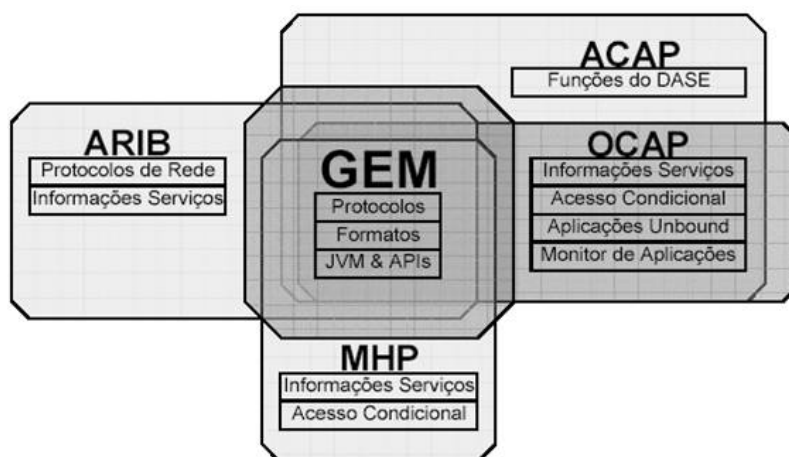 ACAP
Funções do DASE
ARIB
Protocolos de Rede
Informações Serviços
GEM
Protocolos
Formatos
JVM & APIs
OCAP
Informações Serviços
Acesso Condicional
Aplicações Unbound
Monitor de Aplicações
MHP
Informações Serviços
Acesso Condicional